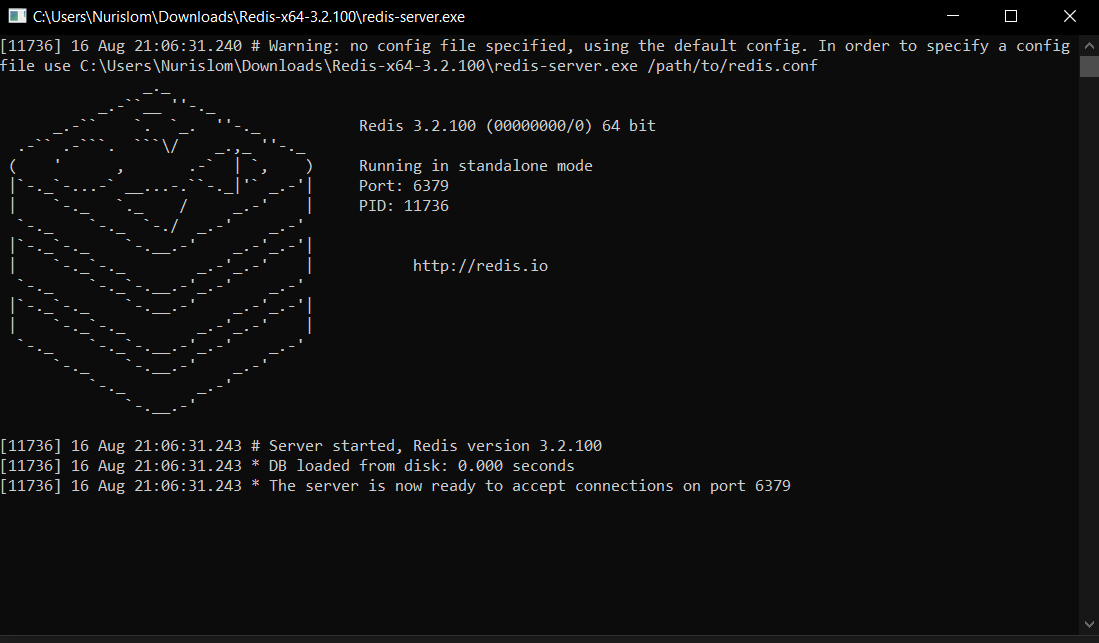 C:\Users\Nurislom\Downloads\Redis-x64-3.2.100\redis-server.exe
[11736] 16 Aug 21:06:31.240 # Warning: no config file specified, using the default config. In order to specify a config
file use C:\Users\Nurislom\Downloads\Redis-x64-3.2.100\redis-server.exe /path/to/redis.conf
Redis 3.2.100 (00000000/0) 64 bit
Running in standalone mode
Port: 6379
PID: 11736
http://redis.io
[11736] 16 Aug 21:06:31.243 # Server started, Redis version 3.2.100
[11736] 16 Aug 21:06:31.243 * DB loaded from disk: 0.000 seconds
[11736] 16 Aug 21:06:31.243 * The server is now ready to accept connections on port 6379